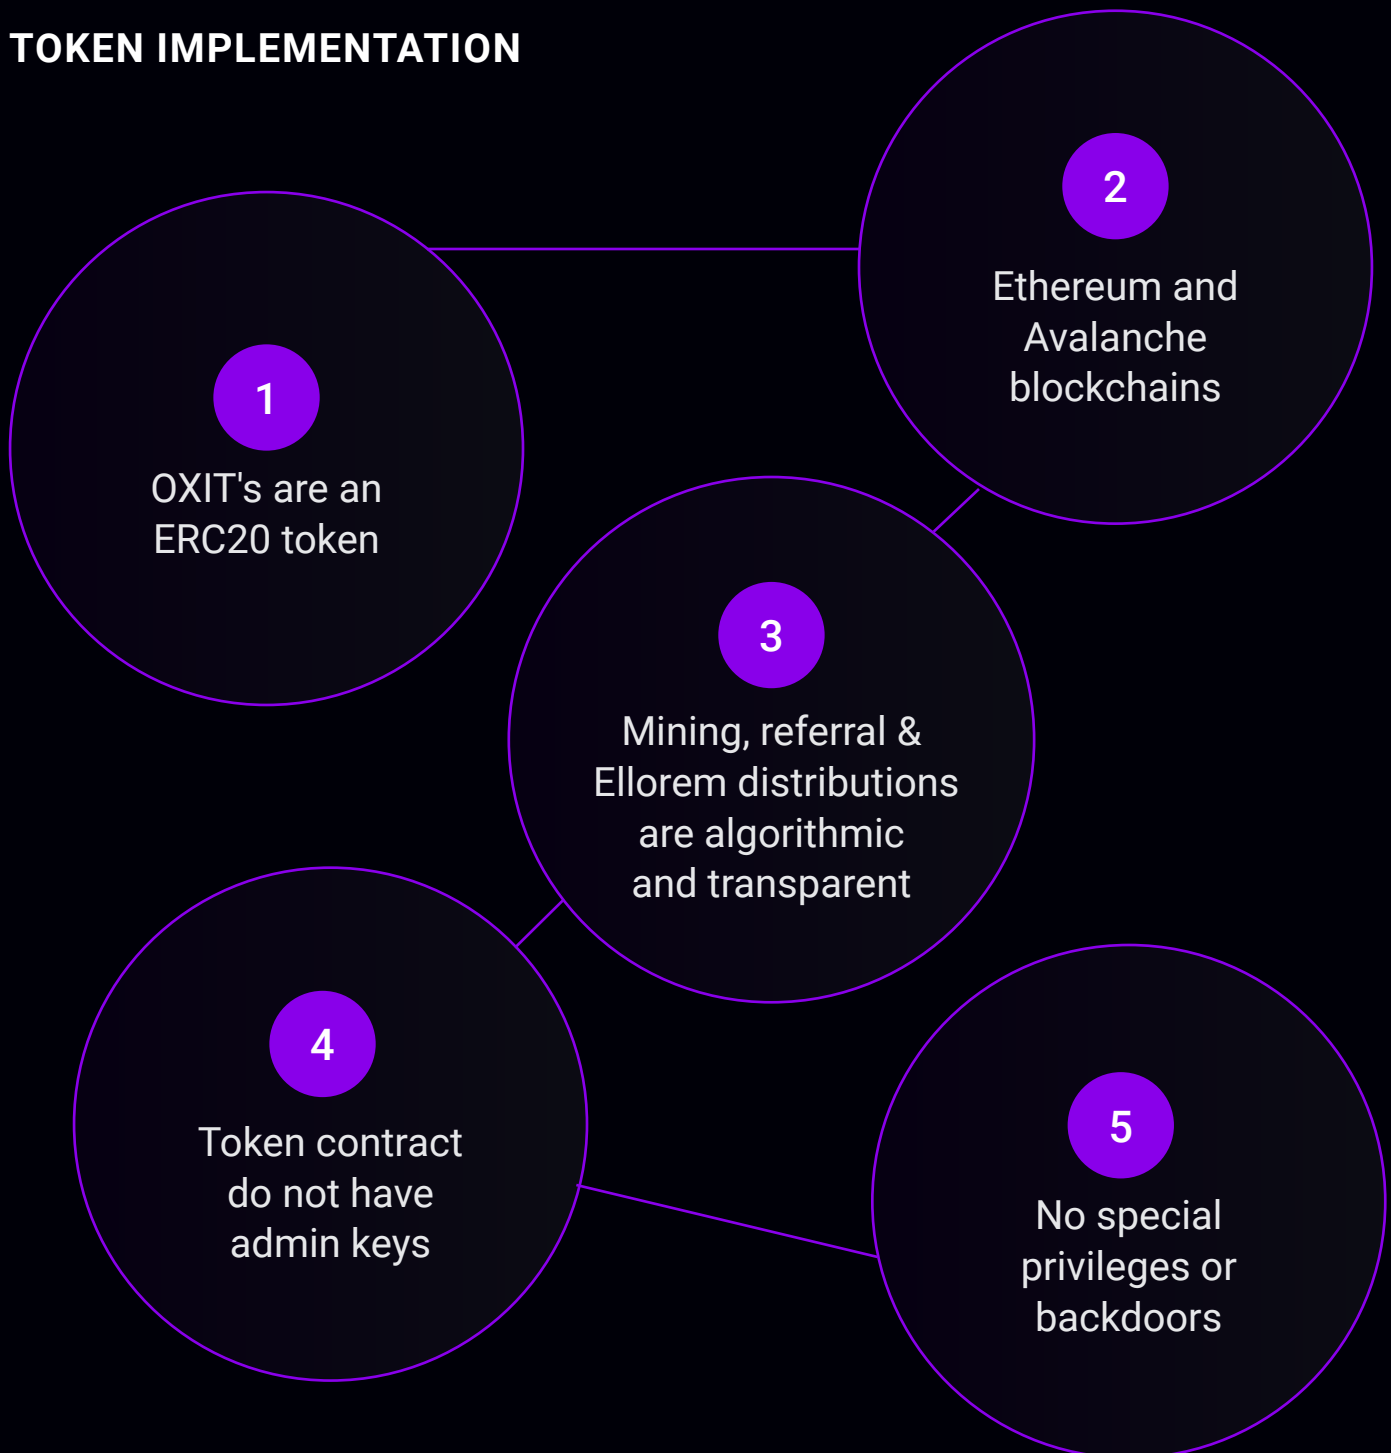 TOKEN IMPLEMENTATION
1
OXIT's are an
ERC20 token
2
Ethereum and
Avalanche
blockchains
3
Mining, referral &
Ellorem distributions
are algorithmic
and transparent
4
Token contract
do not have
admin keys
5
No special
privileges or
backdoors